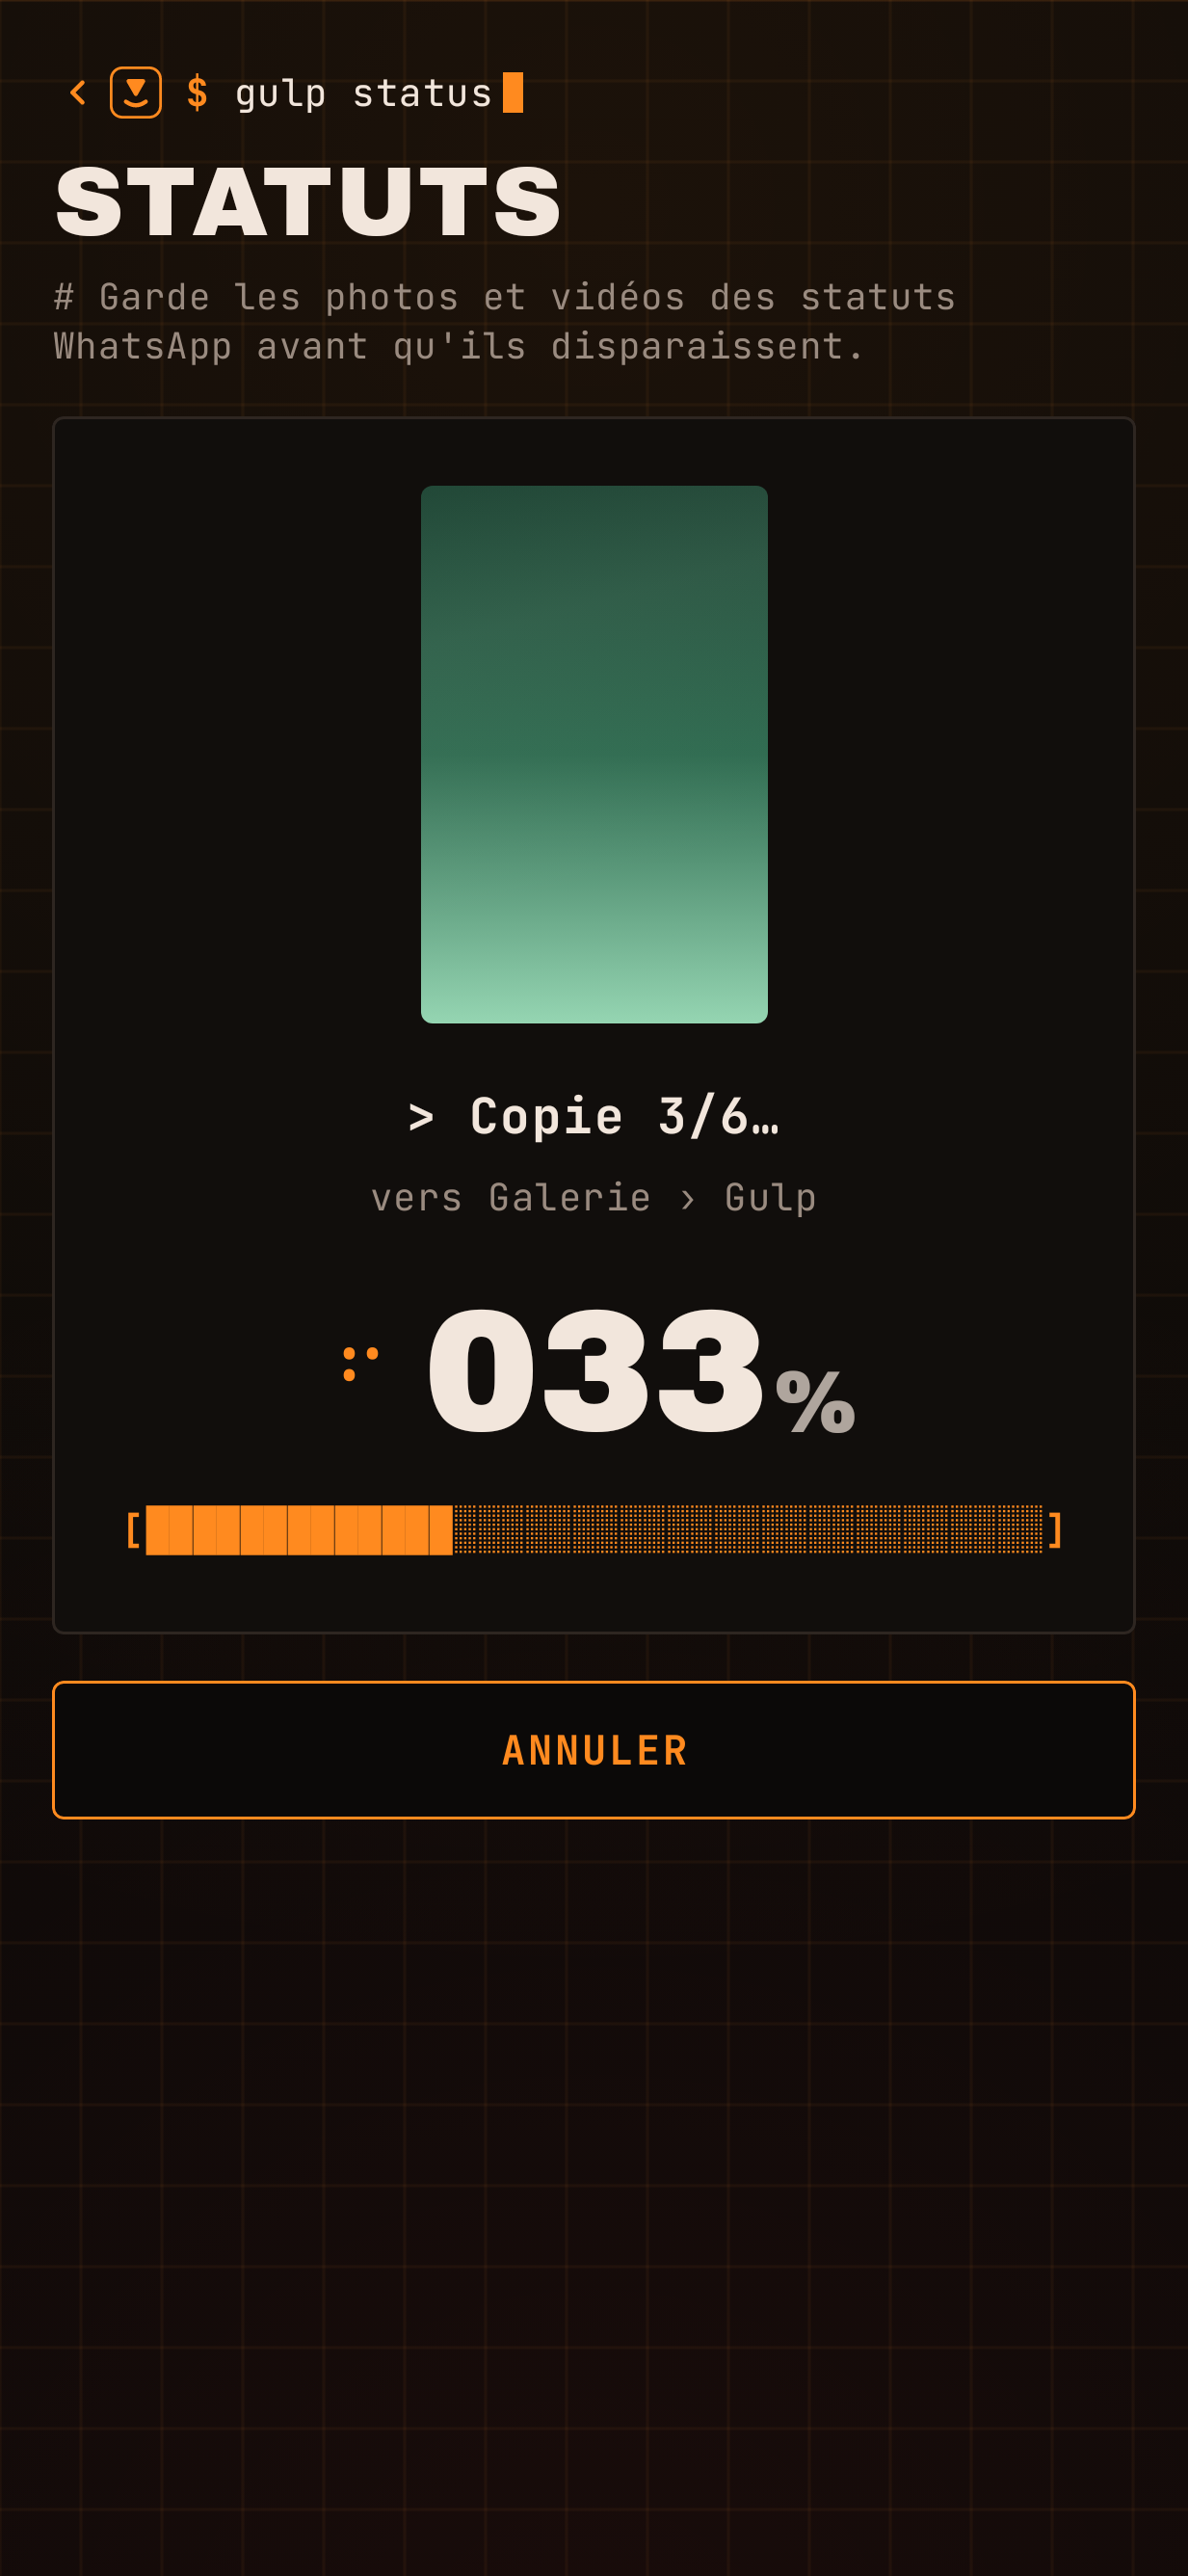 $ gulp status
STATUTS
# Garde les photos et vidéos des statuts
WhatsApp avant qu'ils disparaissent.
> Copie 3/6…
vers Galerie › Gulp
033%
[█████████████░░░░░░░░░░░░░░░░░░░░░░░░░]
ANNULER